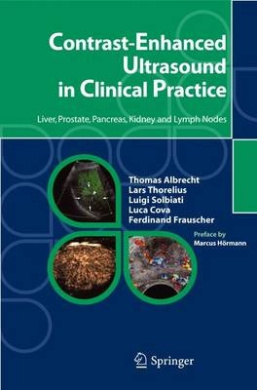 Contrast-Enhanced
Ultrasound
in Clinical Practice
Liver, Prostate, Pancreas, Kidney and Lymph Nodes
Thomas Albrecht
Lars Thorelius
Luigi Solbiati
Luca Cova
Ferdinand Frauscher
Preface by
Marcus Hörmann
Springer